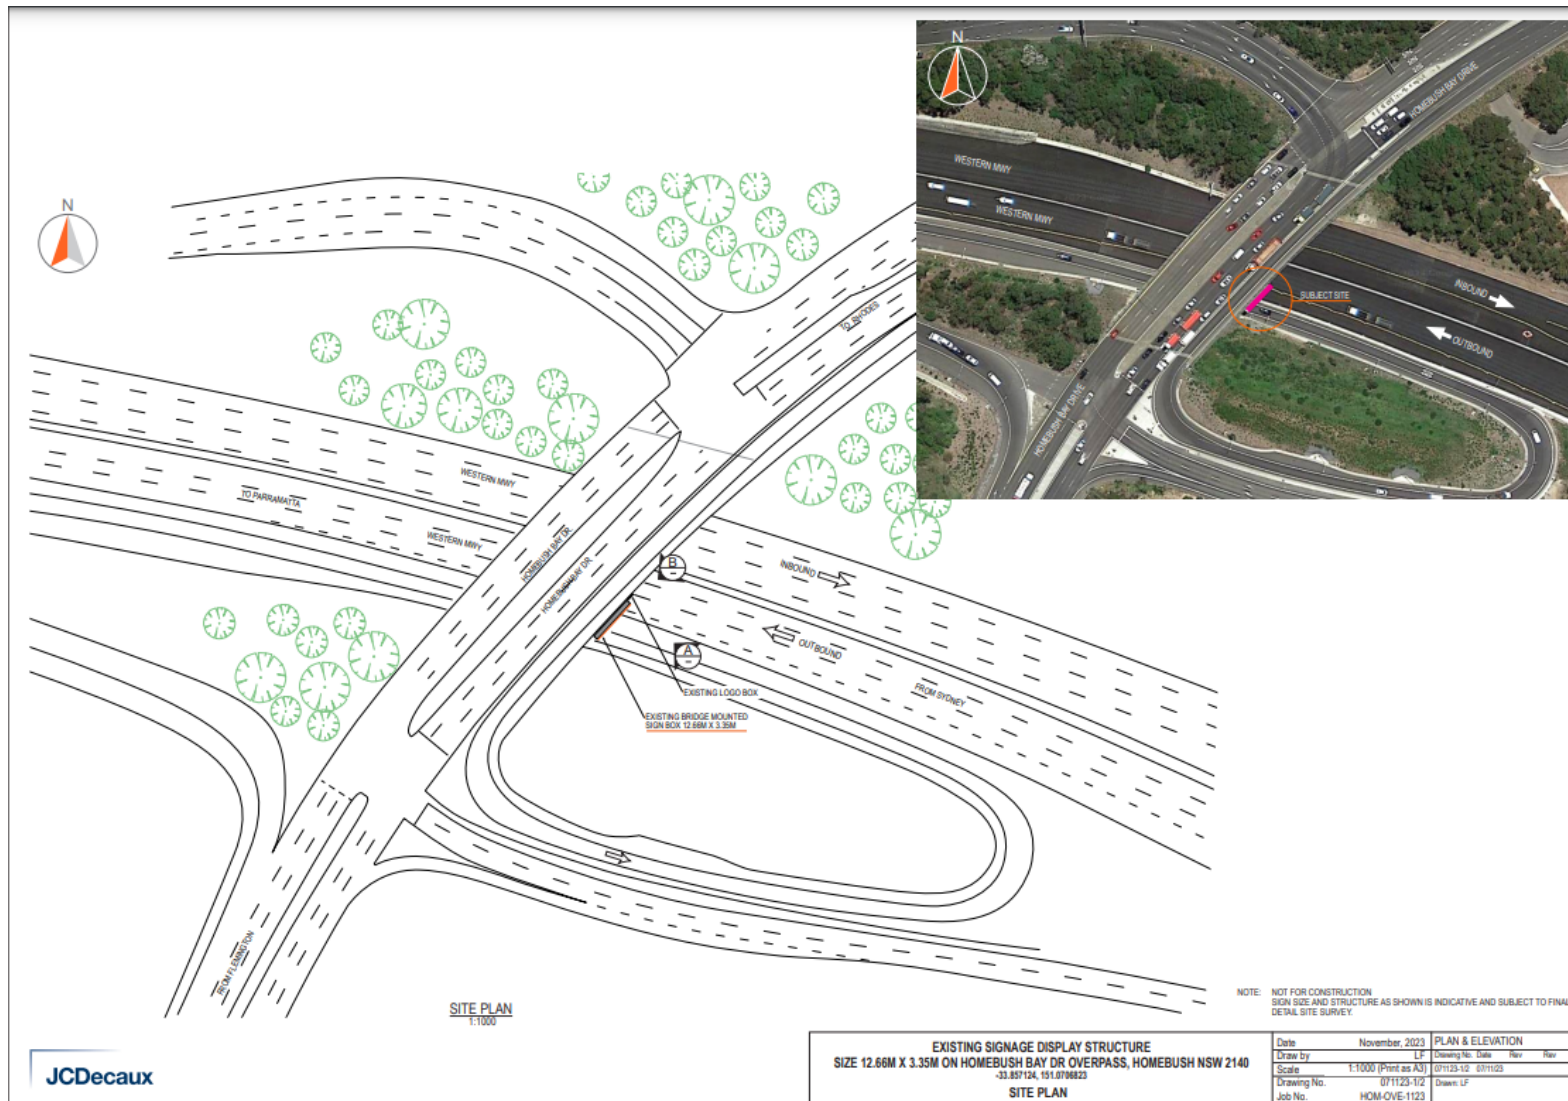 N
WESTERN MWY
WESTERN MWY
HOMEBUSH BAY DRIVE
INBOUND
SUBJECT SITE
OUTBOUND
HOMEBUSH BAY DRIVE
N
TO RHODES
WESTERN MWY
TO PARRAMATTA
WESTERN MWY
HOMEBUSH BAY DR
HOMEBUSH BAY DR
B
INBOUND
A
OUTBOUND
FROM SYDNEY
EXISTING LOGO BOX
EXISTING BRIDGE MOUNTED
SIGN BOX 12.66M X 3.35M
FROM FLEMINGTON
SITE PLAN
1:1000
NOTE: NOT FOR CONSTRUCTION
SIGN SIZE AND STRUCTURE AS SHOWN IS INDICATIVE AND SUBJECT TO FINAL
DETAIL SITE SURVEY.
JCDecaux
EXISTING SIGNAGE DISPLAY STRUCTURE
SIZE 12.66M X 3.35M ON HOMEBUSH BAY DR OVERPASS, HOMEBUSH NSW 2140
-33.857124, 151.0706823
SITE PLAN
Date November, 2023
Draw by LF
Scale 1:1000 (Print as A3)
Drawing No. 071123-1/2
Job No. HOM-OVE-1123
PLAN & ELEVATION
Drawing No. Date Rev Rev
071123-1/2 07/11/23
Drawn: LF